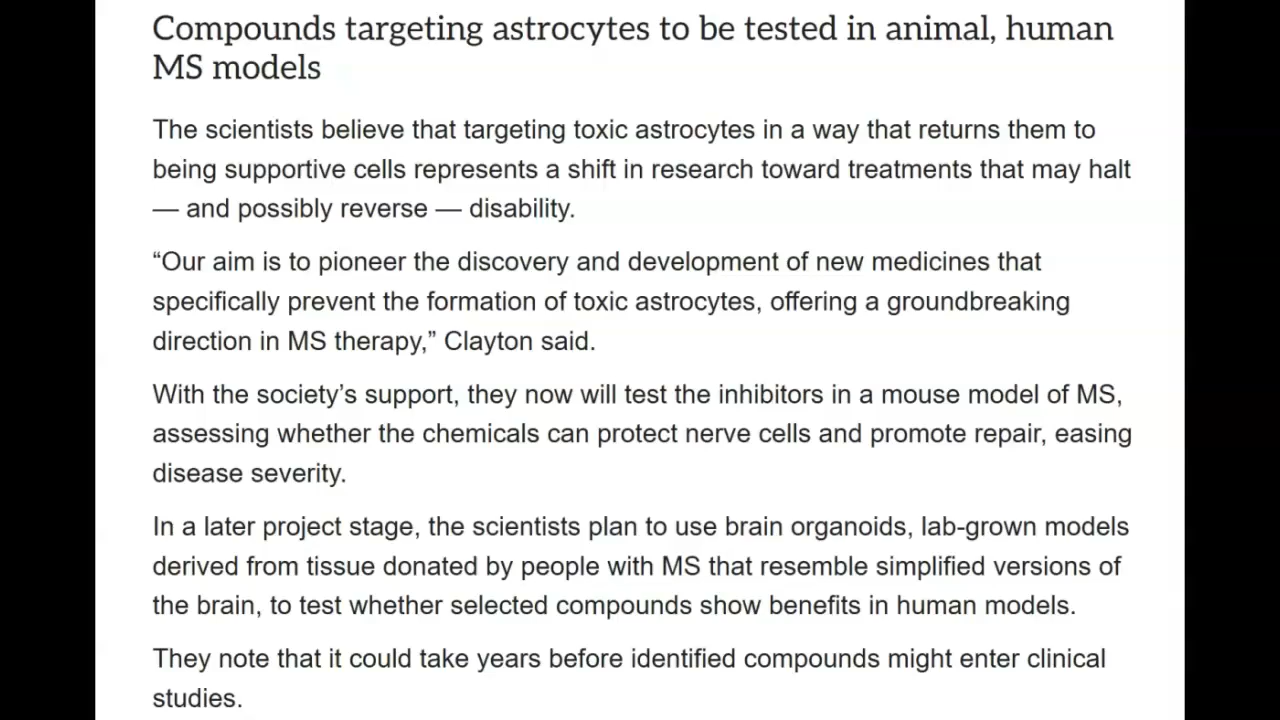 Compounds targeting astrocytes to be tested in animal, human
MS models
The scientists believe that targeting toxic astrocytes in a way that returns them to
being supportive cells represents a shift in research toward treatments that may halt
— and possibly reverse — disability.
“Our aim is to pioneer the discovery and development of new medicines that
specifically prevent the formation of toxic astrocytes, offering a groundbreaking
direction in MS therapy,” Clayton said.
With the society’s support, they now will test the inhibitors in a mouse model of MS,
assessing whether the chemicals can protect nerve cells and promote repair, easing
disease severity.
In a later project stage, the scientists plan to use brain organoids, lab-grown models
derived from tissue donated by people with MS that resemble simplified versions of
the brain, to test whether selected compounds show benefits in human models.
They note that it could take years before identified compounds might enter clinical
studies.